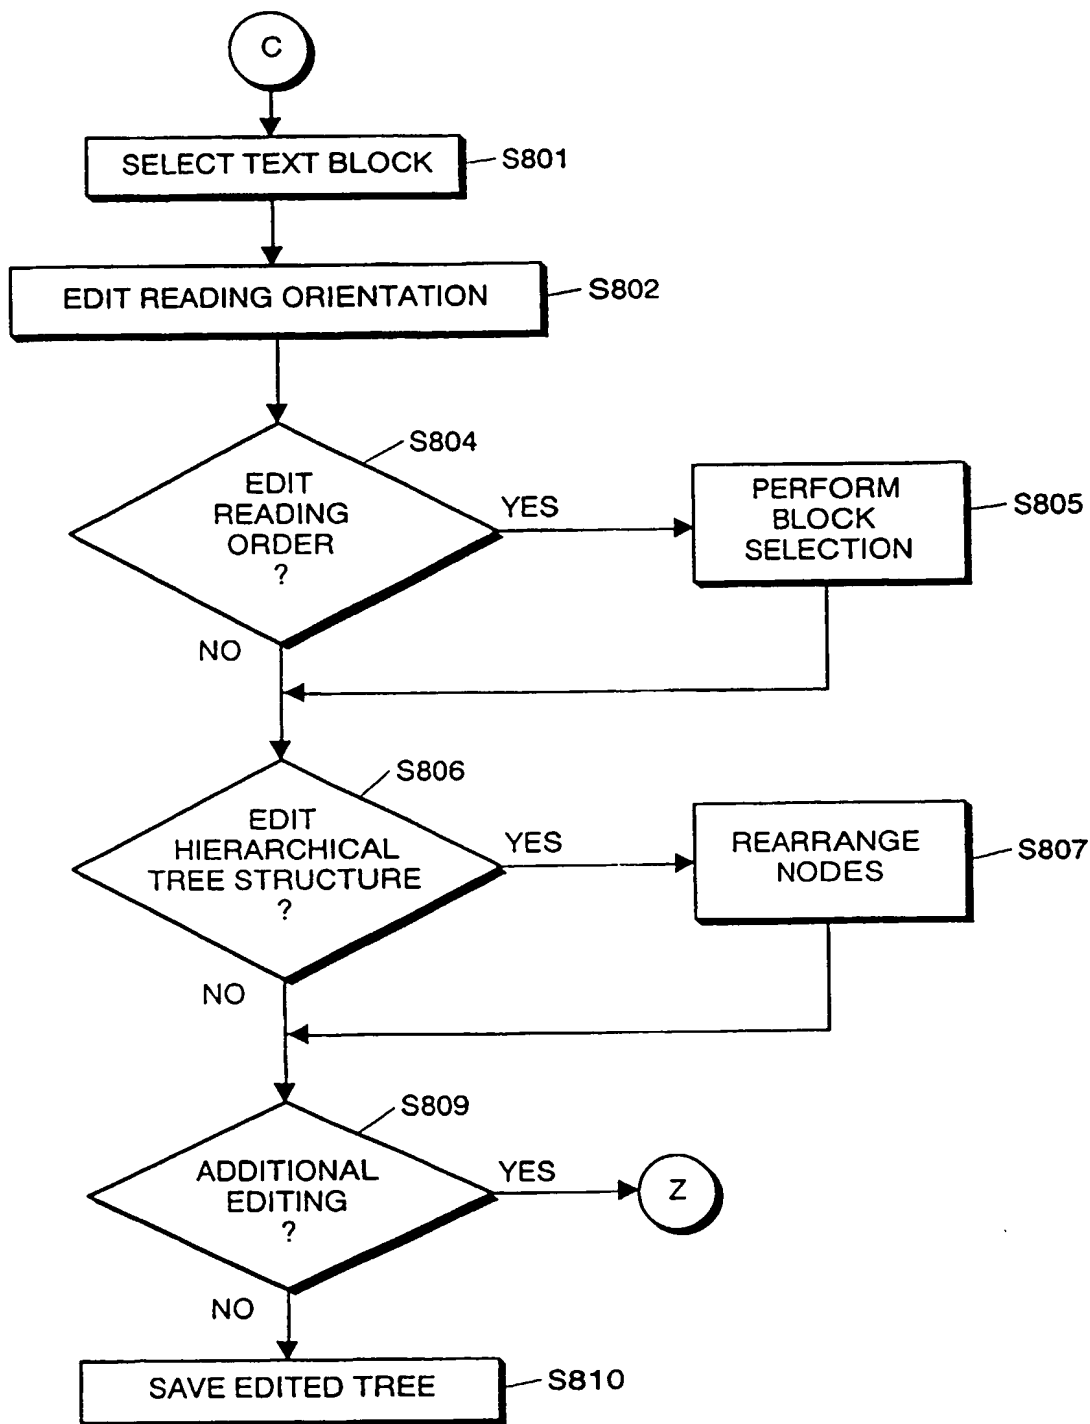 C
SELECT TEXT BLOCK
S801
EDIT READING ORIENTATION
S802
S804
EDIT
READING
ORDER
?
YES
PERFORM
BLOCK
SELECTION
S805
NO
S806
EDIT
HIERARCHICAL
TREE STRUCTURE
?
YES
REARRANGE
NODES
S807
NO
S809
ADDITIONAL
EDITING
?
YES
Z
NO
SAVE EDITED TREE
S810